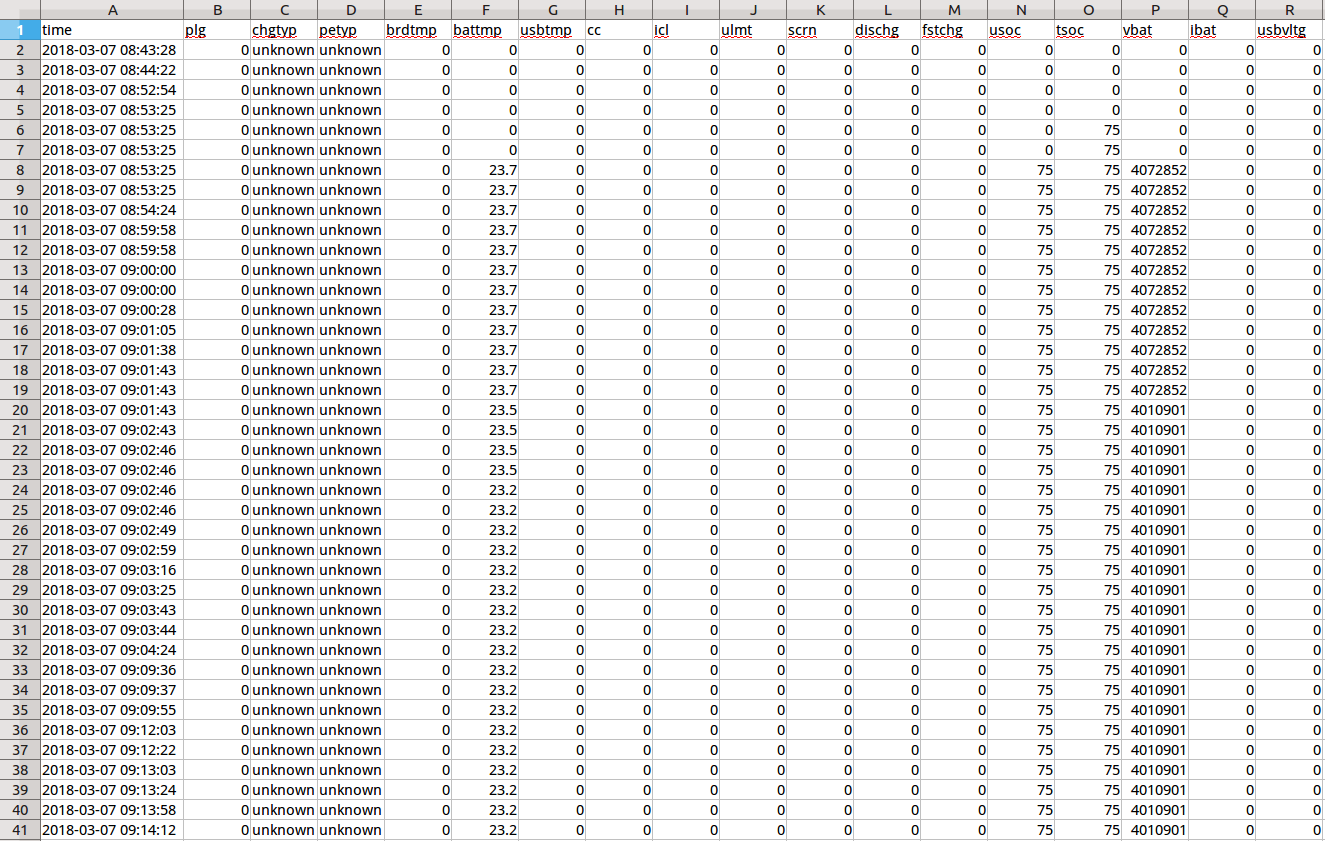 A B C D E F G H I J K L M N O P Q R
1 time plg chgtyp petyp brdtmp battmp usbtmp cc icl ulmt scrn dischg fstchg usoc tsoc vbat ibat usbvltg
2 2018-03-07 08:43:28 0 unknown unknown 0 0 0 0 0 0 0 0 0 0 0 0 0 0
3 2018-03-07 08:44:22 0 unknown unknown 0 0 0 0 0 0 0 0 0 0 0 0 0 0
4 2018-03-07 08:52:54 0 unknown unknown 0 0 0 0 0 0 0 0 0 0 0 0 0 0
5 2018-03-07 08:53:25 0 unknown unknown 0 0 0 0 0 0 0 0 0 0 0 0 0 0
6 2018-03-07 08:53:25 0 unknown unknown 0 0 0 0 0 0 0 0 0 0 75 0 0 0
7 2018-03-07 08:53:25 0 unknown unknown 0 0 0 0 0 0 0 0 0 0 75 0 0 0
8 2018-03-07 08:53:25 0 unknown unknown 0 23.7 0 0 0 0 0 0 0 75 75 4072852 0 0
9 2018-03-07 08:53:25 0 unknown unknown 0 23.7 0 0 0 0 0 0 0 75 75 4072852 0 0
10 2018-03-07 08:54:24 0 unknown unknown 0 23.7 0 0 0 0 0 0 0 75 75 4072852 0 0
11 2018-03-07 08:59:58 0 unknown unknown 0 23.7 0 0 0 0 0 0 0 75 75 4072852 0 0
12 2018-03-07 08:59:58 0 unknown unknown 0 23.7 0 0 0 0 0 0 0 75 75 4072852 0 0
13 2018-03-07 09:00:00 0 unknown unknown 0 23.7 0 0 0 0 0 0 0 75 75 4072852 0 0
14 2018-03-07 09:00:00 0 unknown unknown 0 23.7 0 0 0 0 0 0 0 75 75 4072852 0 0
15 2018-03-07 09:00:28 0 unknown unknown 0 23.7 0 0 0 0 0 0 0 75 75 4072852 0 0
16 2018-03-07 09:01:05 0 unknown unknown 0 23.7 0 0 0 0 0 0 0 75 75 4072852 0 0
17 2018-03-07 09:01:38 0 unknown unknown 0 23.7 0 0 0 0 0 0 0 75 75 4072852 0 0
18 2018-03-07 09:01:43 0 unknown unknown 0 23.7 0 0 0 0 0 0 0 75 75 4072852 0 0
19 2018-03-07 09:01:43 0 unknown unknown 0 23.7 0 0 0 0 0 0 0 75 75 4072852 0 0
20 2018-03-07 09:01:43 0 unknown unknown 0 23.5 0 0 0 0 0 0 0 75 75 4010901 0 0
21 2018-03-07 09:02:43 0 unknown unknown 0 23.5 0 0 0 0 0 0 0 75 75 4010901 0 0
22 2018-03-07 09:02:46 0 unknown unknown 0 23.5 0 0 0 0 0 0 0 75 75 4010901 0 0
23 2018-03-07 09:02:46 0 unknown unknown 0 23.5 0 0 0 0 0 0 0 75 75 4010901 0 0
24 2018-03-07 09:02:46 0 unknown unknown 0 23.2 0 0 0 0 0 0 0 75 75 4010901 0 0
25 2018-03-07 09:02:46 0 unknown unknown 0 23.2 0 0 0 0 0 0 0 75 75 4010901 0 0
26 2018-03-07 09:02:49 0 unknown unknown 0 23.2 0 0 0 0 0 0 0 75 75 4010901 0 0
27 2018-03-07 09:02:59 0 unknown unknown 0 23.2 0 0 0 0 0 0 0 75 75 4010901 0 0
28 2018-03-07 09:03:16 0 unknown unknown 0 23.2 0 0 0 0 0 0 0 75 75 4010901 0 0
29 2018-03-07 09:03:25 0 unknown unknown 0 23.2 0 0 0 0 0 0 0 75 75 4010901 0 0
30 2018-03-07 09:03:43 0 unknown unknown 0 23.2 0 0 0 0 0 0 0 75 75 4010901 0 0
31 2018-03-07 09:03:44 0 unknown unknown 0 23.2 0 0 0 0 0 0 0 75 75 4010901 0 0
32 2018-03-07 09:04:24 0 unknown unknown 0 23.2 0 0 0 0 0 0 0 75 75 4010901 0 0
33 2018-03-07 09:09:36 0 unknown unknown 0 23.2 0 0 0 0 0 0 0 75 75 4010901 0 0
34 2018-03-07 09:09:37 0 unknown unknown 0 23.2 0 0 0 0 0 0 0 75 75 4010901 0 0
35 2018-03-07 09:09:55 0 unknown unknown 0 23.2 0 0 0 0 0 0 0 75 75 4010901 0 0
36 2018-03-07 09:12:03 0 unknown unknown 0 23.2 0 0 0 0 0 0 0 75 75 4010901 0 0
37 2018-03-07 09:12:22 0 unknown unknown 0 23.2 0 0 0 0 0 0 0 75 75 4010901 0 0
38 2018-03-07 09:13:03 0 unknown unknown 0 23.2 0 0 0 0 0 0 0 75 75 4010901 0 0
39 2018-03-07 09:13:24 0 unknown unknown 0 23.2 0 0 0 0 0 0 0 75 75 4010901 0 0
40 2018-03-07 09:13:58 0 unknown unknown 0 23.2 0 0 0 0 0 0 0 75 75 4010901 0 0
41 2018-03-07 09:14:12 0 unknown unknown 0 23.2 0 0 0 0 0 0 0 75 75 4010901 0 0